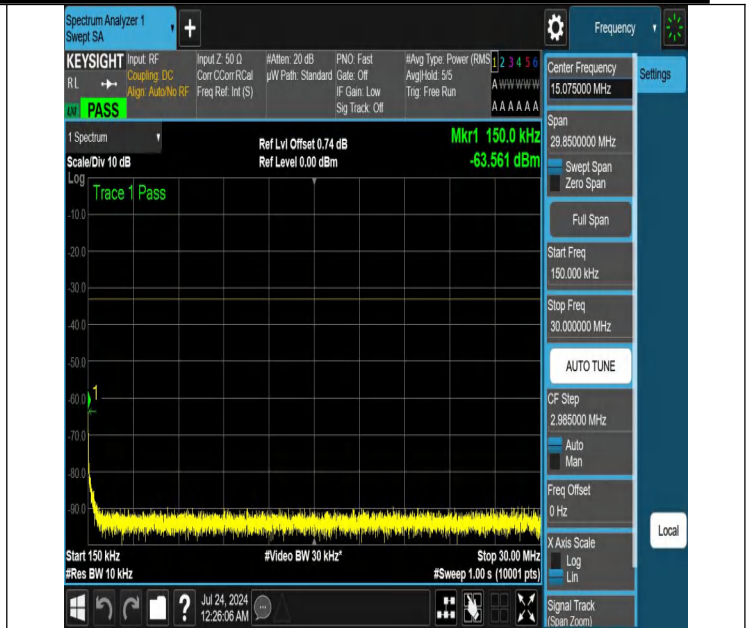 Spectrum Analyzer 1
Swept SA
+
Frequency
KEYSIGHT
RL
PASS
Input: RF
Coupling: DC
Align: Auto/No RF
Input Z: 50 Ω
Corr CCorr RCal
Freq Ref: Int (S)
#Atten: 20 dB
µW Path: Standard
PNO: Fast
Gate: Off
IF Gain: Low
Sig Track: Off
#Avg Type: Power (RMS
Avg|Hold: 5/5
Trig: Free Run
1 2 3 4 5 6
A W W W W W
A A A A A A
1 Spectrum
Scale/Div 10 dB
Ref Lvl Offset 0.74 dB
Ref Level 0.00 dBm
Mkr1 150.0 kHz
-63.561 dBm
Log
Trace 1 Pass
-10.0
-20.0
-30.0
-40.0
-50.0
-60.0
-70.0
-80.0
-90.0
1
Start 150 kHz
#Res BW 10 kHz
#Video BW 30 kHz*
Stop 30.00 MHz
#Sweep 1.00 s (10001 pts)
Center Frequency
15.075000 MHz
Settings
Span
29.8500000 MHz
Swept Span
Zero Span
Full Span
Start Freq
150.000 kHz
Stop Freq
30.000000 MHz
AUTO TUNE
CF Step
2.985000 MHz
Auto
Man
Freq Offset
0 Hz
X Axis Scale
Log
Lin
Signal Track
(Span Zoom)
Local
?
Jul 24, 2024
12:26:06 AM